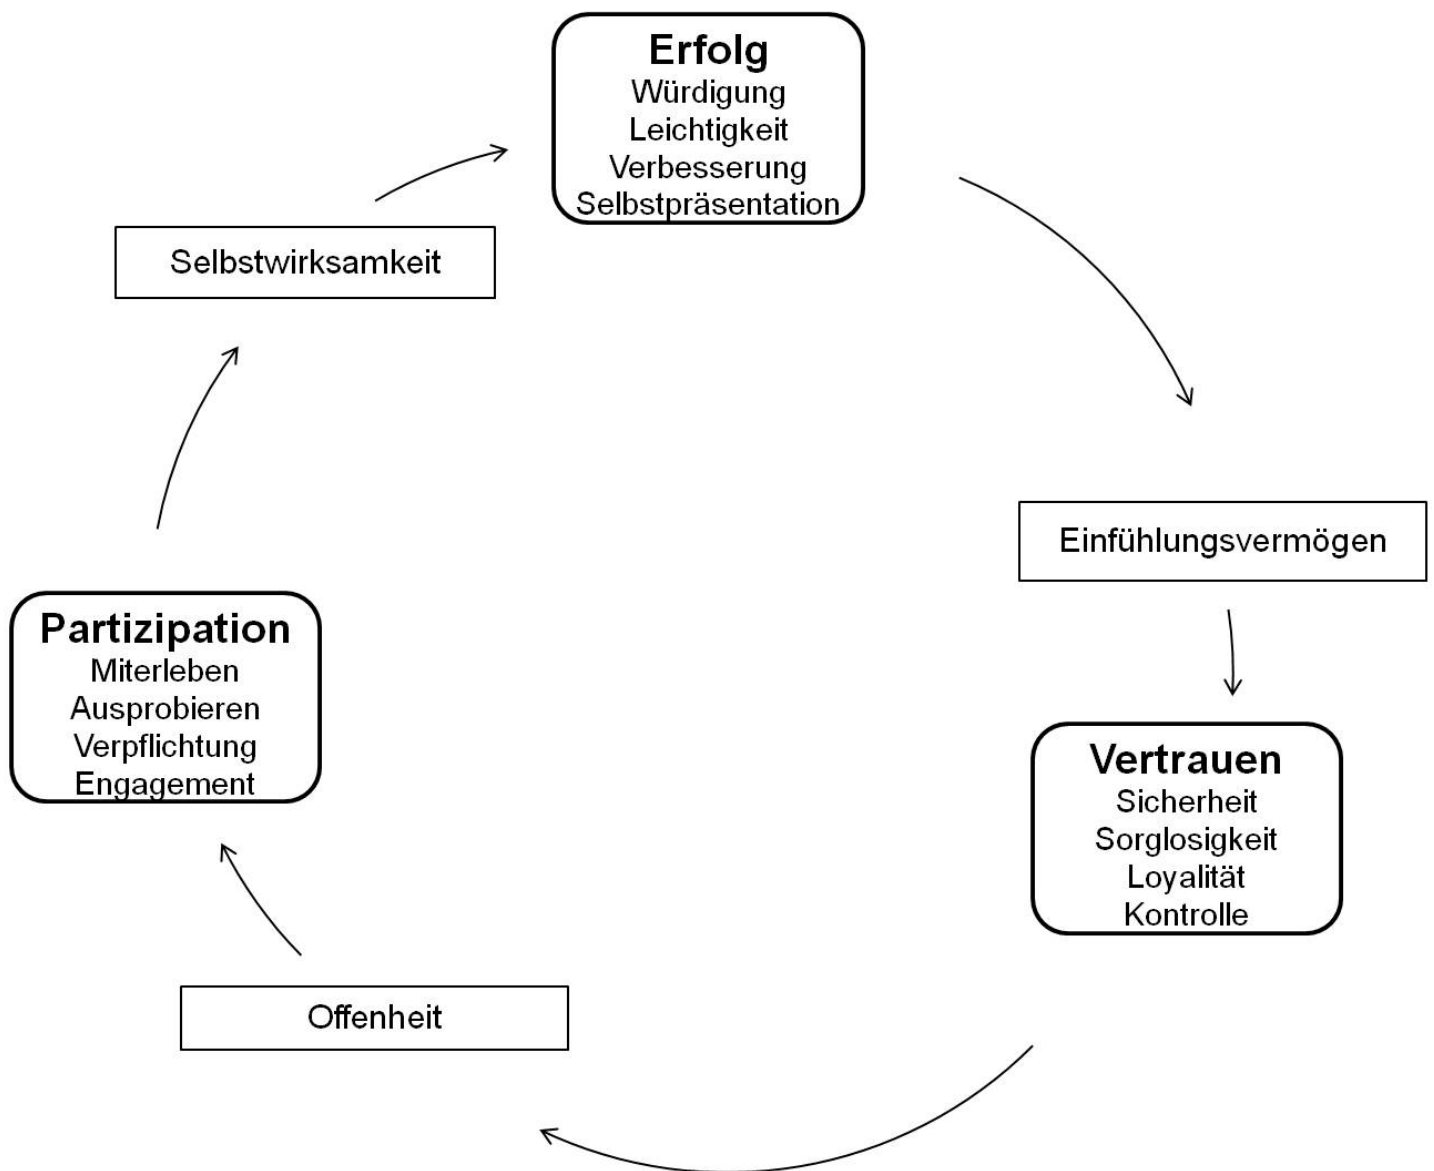 Erfolg
Würdigung
Leichtigkeit
Verbesserung
Selbstpräsentation
Selbstwirksamkeit
Einfühlungsvermögen
Partizipation
Miterleben
Ausprobieren
Verpflichtung
Engagement
Vertrauen
Sicherheit
Sorglosigkeit
Loyalität
Kontrolle
Offenheit